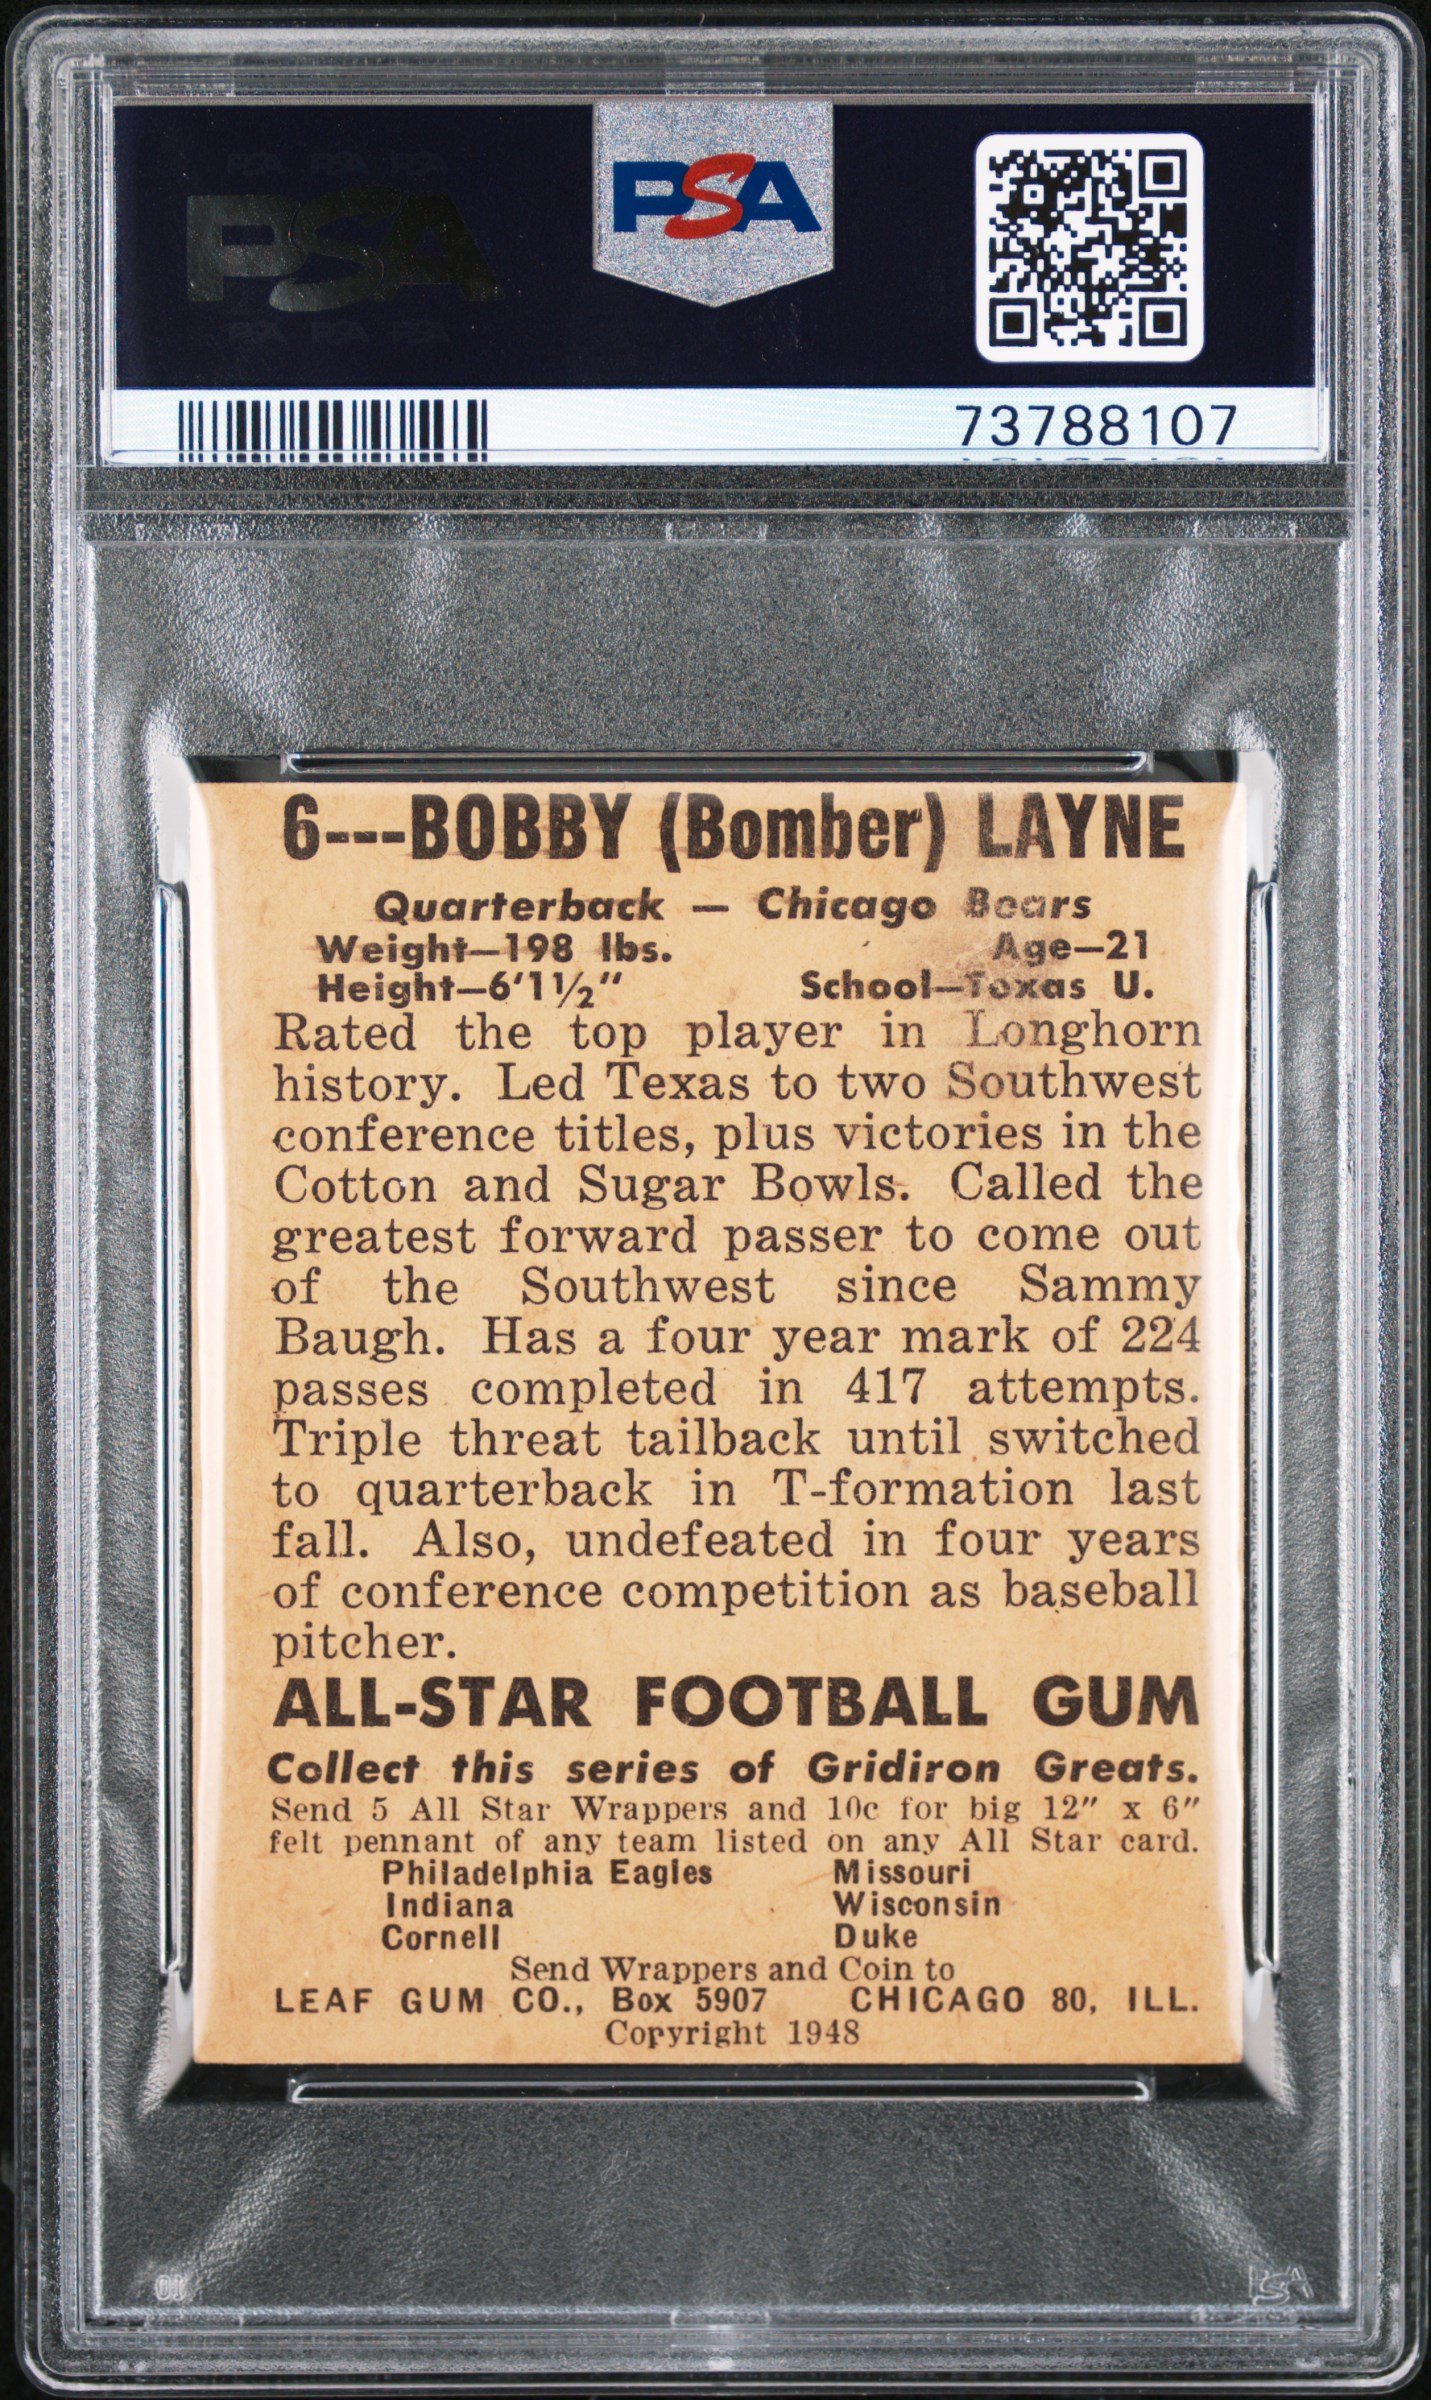 PSA
PSA
73788107
6---BOBBY (Bomber) LAYNE
Quarterback — Chicago Bears
Weight—198 lbs. Age—21
Height—6'1½" School—Texas U.
Rated the top player in Longhorn
history. Led Texas to two Southwest
conference titles, plus victories in the
Cotton and Sugar Bowls. Called the
greatest forward passer to come out
of the Southwest since Sammy
Baugh. Has a four year mark of 224
passes completed in 417 attempts.
Triple threat tailback until switched
to quarterback in T-formation last
fall. Also, undefeated in four years
of conference competition as baseball
pitcher.
ALL-STAR FOOTBALL GUM
Collect this series of Gridiron Greats.
Send 5 All Star Wrappers and 10c for big 12" x 6"
felt pennant of any team listed on any All Star card.
Philadelphia Eagles Missouri
Indiana Wisconsin
Cornell Duke
Send Wrappers and Coin to
LEAF GUM CO., Box 5907 CHICAGO 80, ILL.
Copyright 1948
PSA